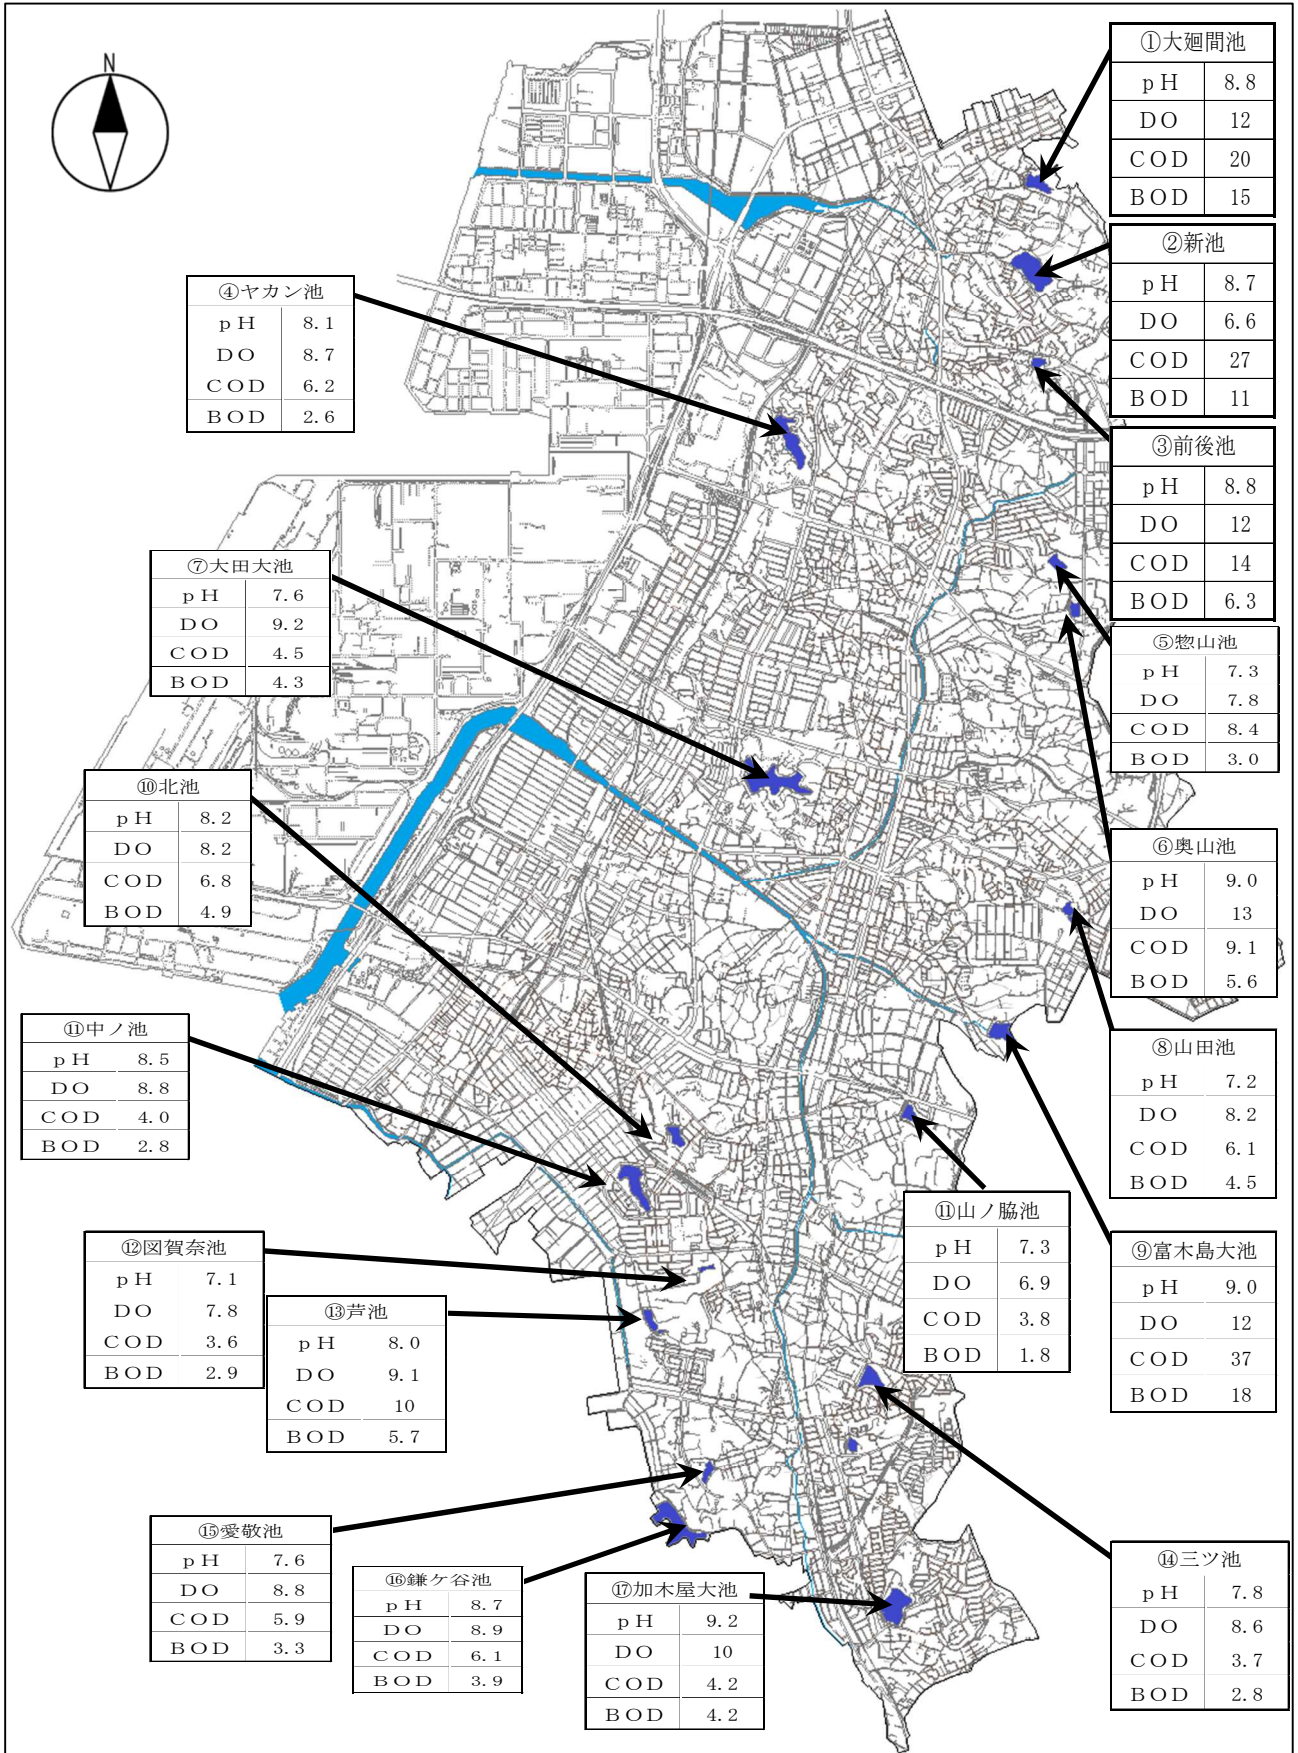 N
①大廻間池
pH 8.8
DO 12
COD 20
BOD 15
②新池
pH 8.7
DO 6.6
COD 27
BOD 11
④ヤカン池
pH 8.1
DO 8.7
COD 6.2
BOD 2.6
③前後池
pH 8.8
DO 12
COD 14
BOD 6.3
⑦大田大池
pH 7.6
DO 9.2
COD 4.5
BOD 4.3
⑤惣山池
pH 7.3
DO 7.8
COD 8.4
BOD 3.0
⑩北池
pH 8.2
DO 8.2
COD 6.8
BOD 4.9
⑥奥山池
pH 9.0
DO 13
COD 9.1
BOD 5.6
⑪中ノ池
pH 8.5
DO 8.8
COD 4.0
BOD 2.8
⑧山田池
pH 7.2
DO 8.2
COD 6.1
BOD 4.5
⑪山ノ脇池
pH 7.3
DO 6.9
COD 3.8
BOD 1.8
⑫図賀奈池
pH 7.1
DO 7.8
COD 3.6
BOD 2.9
⑨富木島大池
pH 9.0
DO 12
COD 37
BOD 18
⑬芦池
pH 8.0
DO 9.1
COD 10
BOD 5.7
⑮愛敬池
pH 7.6
DO 8.8
COD 5.9
BOD 3.3
⑯鎌ケ谷池
pH 8.7
DO 8.9
COD 6.1
BOD 3.9
⑰加木屋大池
pH 9.2
DO 10
COD 4.2
BOD 4.2
⑭三ツ池
pH 7.8
DO 8.6
COD 3.7
BOD 2.8